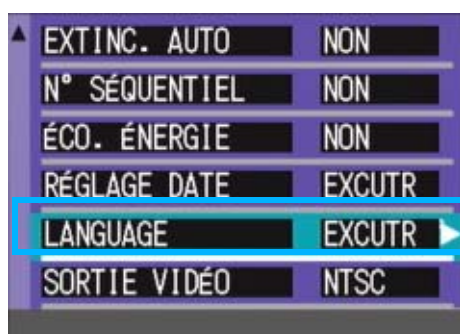 EXTINC. AUTO NON
N° SÉQUENTIEL NON
ÉCO. ÉNERGIE NON
RÉGLAGE DATE EXCUTR
LANGUAGE EXCUTR
SORTIE VIDÉO NTSC